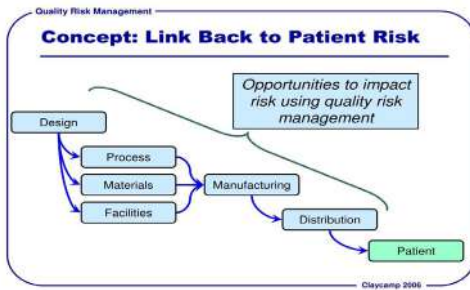 Quality Risk Management
Concept: Link Back to Patient Risk
Opportunities to impact
risk using quality risk
management
Design
Process
Materials
Facilities
Manufacturing
Distribution
Patient
Claycamp 2006